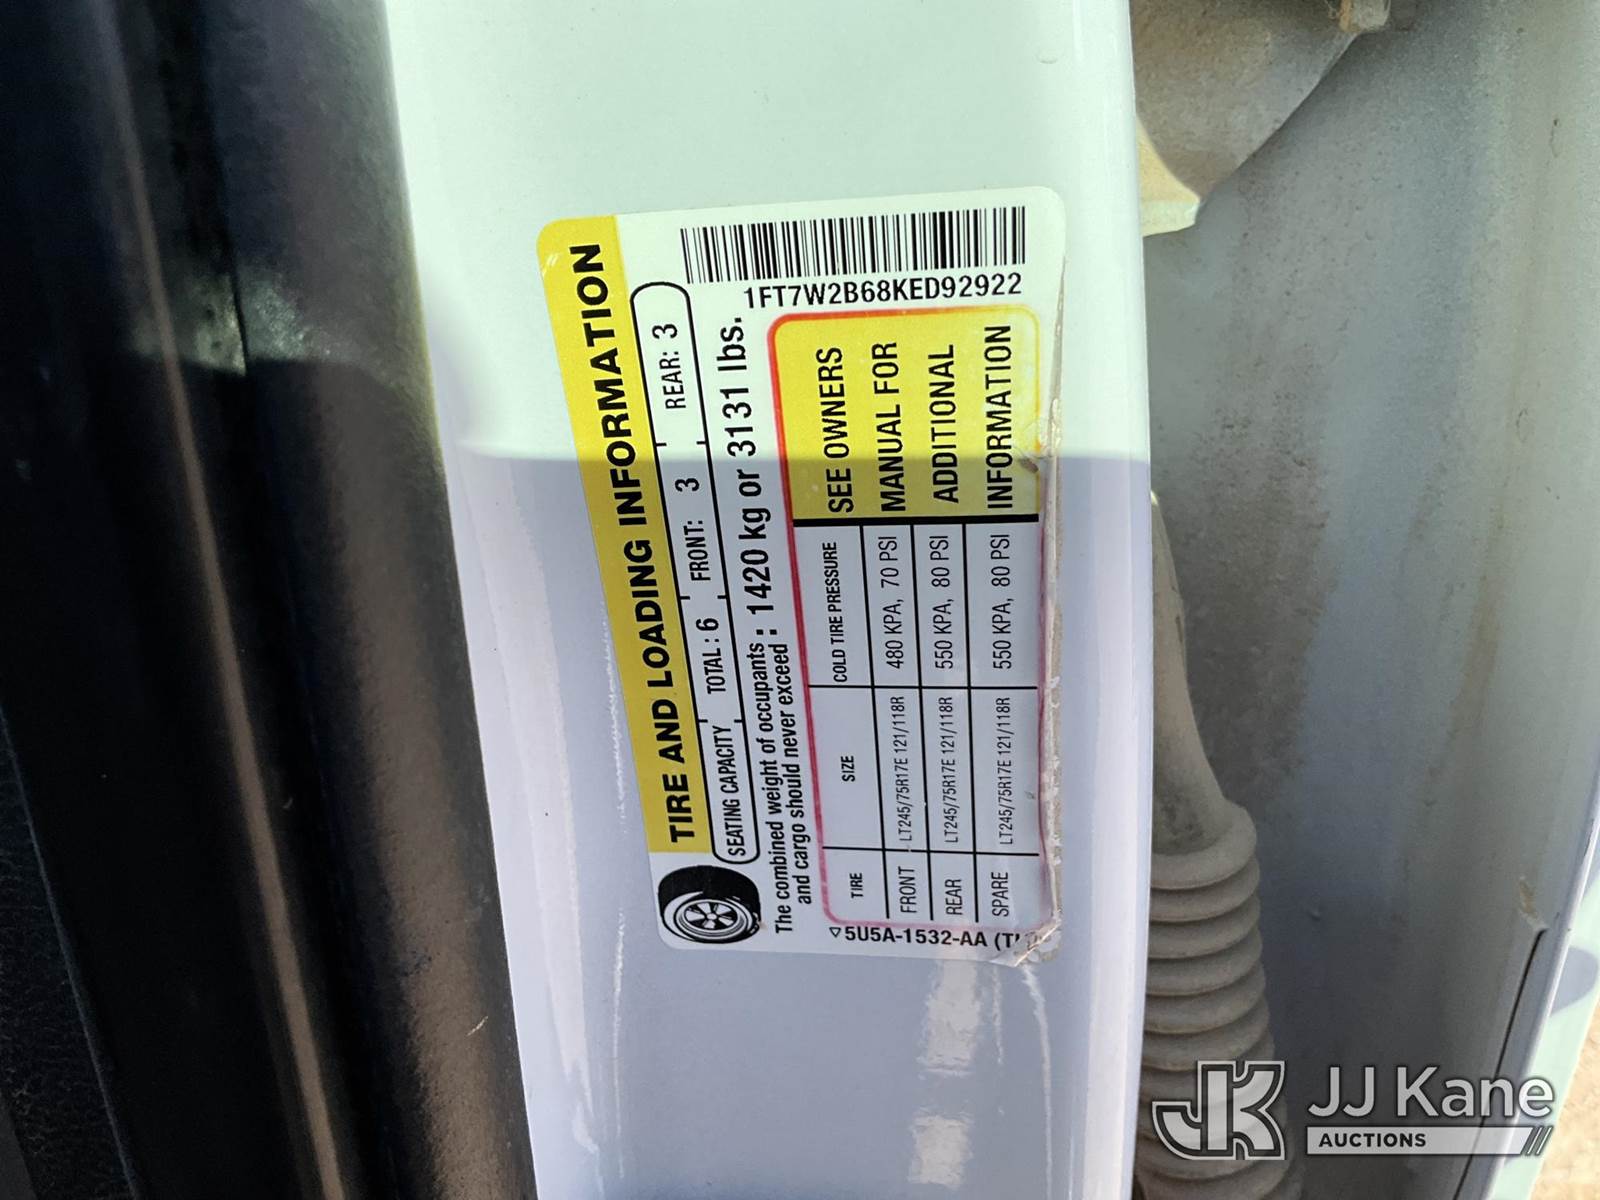 1FT7W2B68KED92922
TIRE AND LOADING INFORMATION
SEATING CAPACITY TOTAL : 6 FRONT: 3 REAR: 3
The combined weight of occupants
and cargo should never exceed : 1420 kg or 3131 lbs.
TIRE SIZE COLD TIRE PRESSURE
FRONT LT245/75R17E 121/118R 480 KPA, 70 PSI
REAR LT245/75R17E 121/118R 550 KPA, 80 PSI
SPARE LT245/75R17E 121/118R 550 KPA, 80 PSI
SEE OWNERS
MANUAL FOR
ADDITIONAL
INFORMATION
5U5A-1532-AA
JJ Kane
AUCTIONS